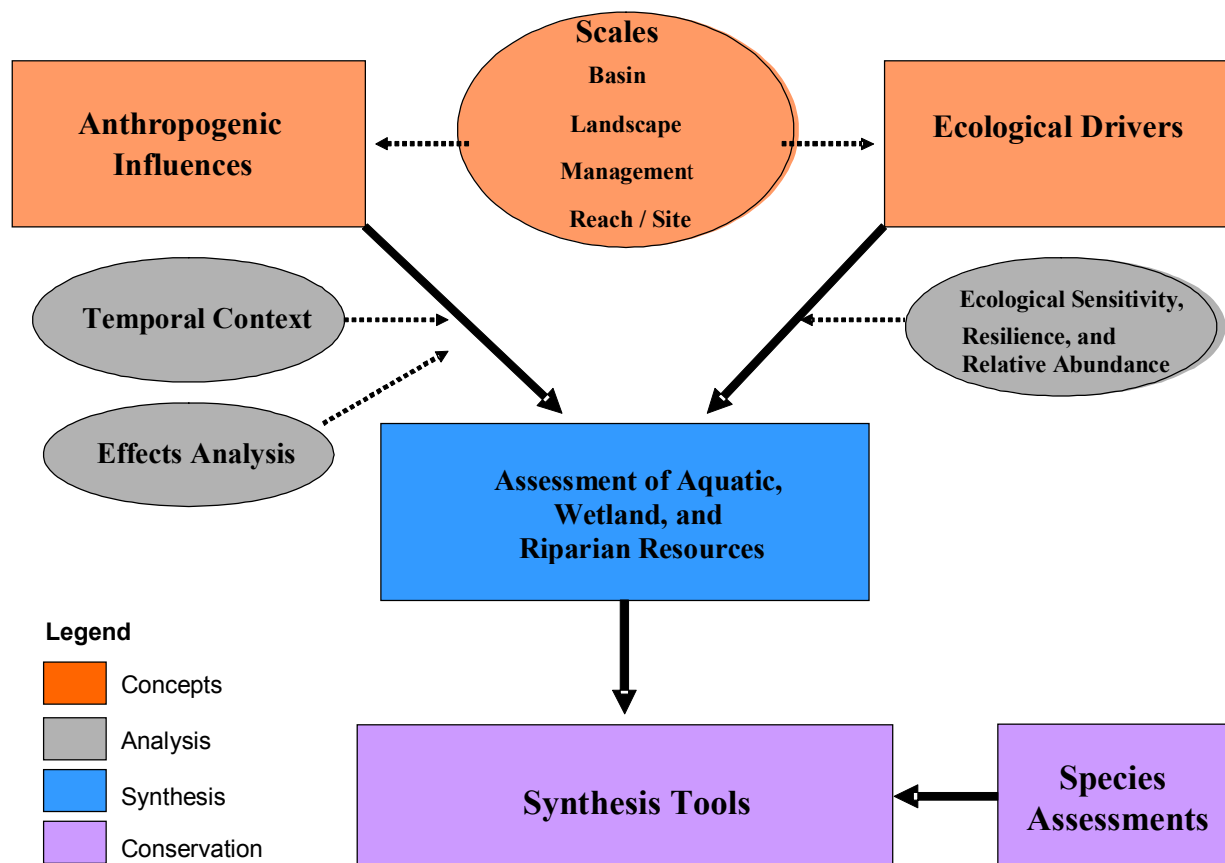 Scales
Basin
Landscape
Management
Reach / Site
Anthropogenic
Influences
Ecological Drivers
Temporal Context
Ecological Sensitivity,
Resilience, and
Relative Abundance
Effects Analysis
Assessment of Aquatic,
Wetland, and
Riparian Resources
Legend
Concepts
Analysis
Synthesis
Conservation
Synthesis Tools
Species
Assessments